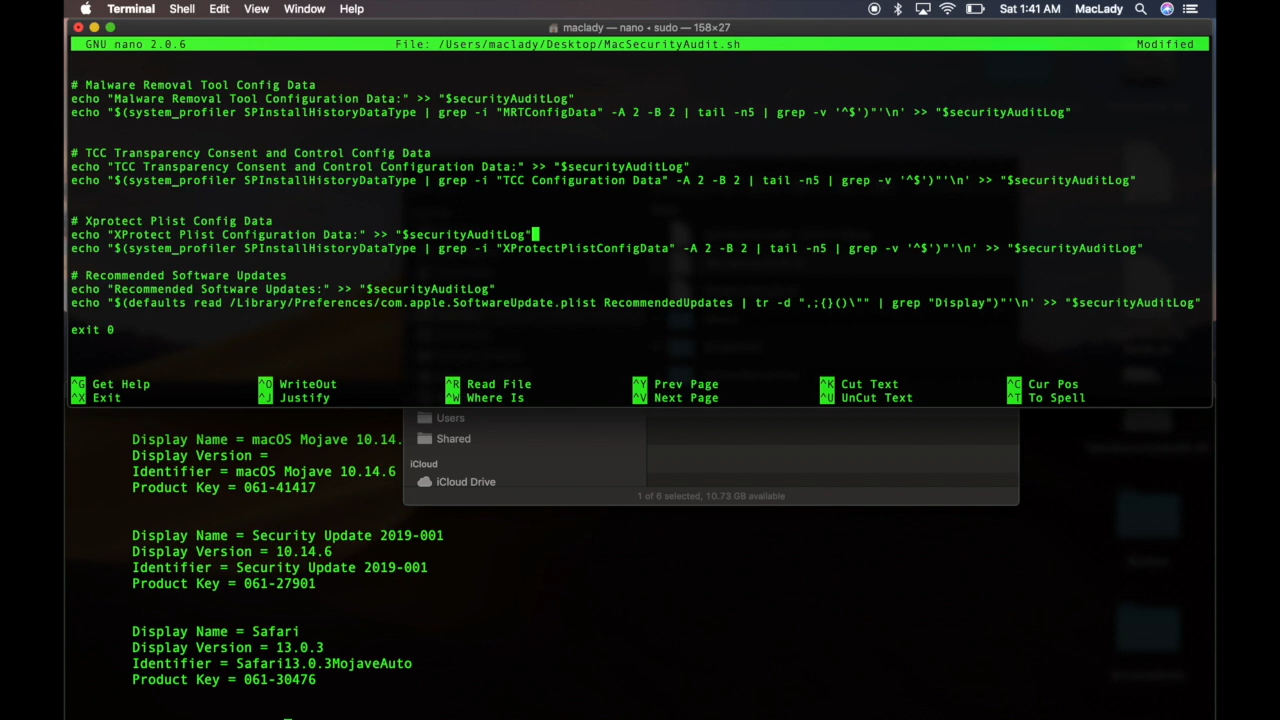 Terminal Shell Edit View Window Help Sat 1:41 AM MacLady
maclady — nano ◂ sudo — 158×27
GNU nano 2.0.6 File: /Users/maclady/Desktop/MacSecurityAudit.sh Modified
# Malware Removal Tool Config Data
echo "Malware Removal Tool Configuration Data:" >> "$securityAuditLog"
echo "$(system_profiler SPInstallHistoryDataType | grep -i "MRTConfigData" -A 2 -B 2 | tail -n5 | grep -v '^$')"'\n' >> "$securityAuditLog"
# TCC Transparency Consent and Control Config Data
echo "TCC Transparency Consent and Control Configuration Data:" >> "$securityAuditLog"
echo "$(system_profiler SPInstallHistoryDataType | grep -i "TCC Configuration Data" -A 2 -B 2 | tail -n5 | grep -v '^$')"'\n' >> "$securityAuditLog"
# Xprotect Plist Config Data
echo "XProtect Plist Configuration Data:" >> "$securityAuditLog"
echo "$(system_profiler SPInstallHistoryDataType | grep -i "XProtectPlistConfigData" -A 2 -B 2 | tail -n5 | grep -v '^$')"'\n' >> "$securityAuditLog"
# Recommended Software Updates
echo "Recommended Software Updates:" >> "$securityAuditLog"
echo "$(defaults read /Library/Preferences/com.apple.SoftwareUpdate.plist RecommendedUpdates | tr -d ",;{}()\"" | grep "Display")"'\n' >> "$securityAuditLog"
exit 0
^G Get Help ^O WriteOut ^R Read File ^Y Prev Page ^K Cut Text ^C Cur Pos
^X Exit ^J Justify ^W Where Is ^V Next Page ^U UnCut Text ^T To Spell
Users
Shared
iCloud
iCloud Drive
1 of 6 selected, 10.73 GB available
Display Name = macOS Mojave 10.14.
Display Version =
Identifier = macOS Mojave 10.14.6
Product Key = 061-41417
Display Name = Security Update 2019-001
Display Version = 10.14.6
Identifier = Security Update 2019-001
Product Key = 061-27901
Display Name = Safari
Display Version = 13.0.3
Identifier = Safari13.0.3MojaveAuto
Product Key = 061-30476